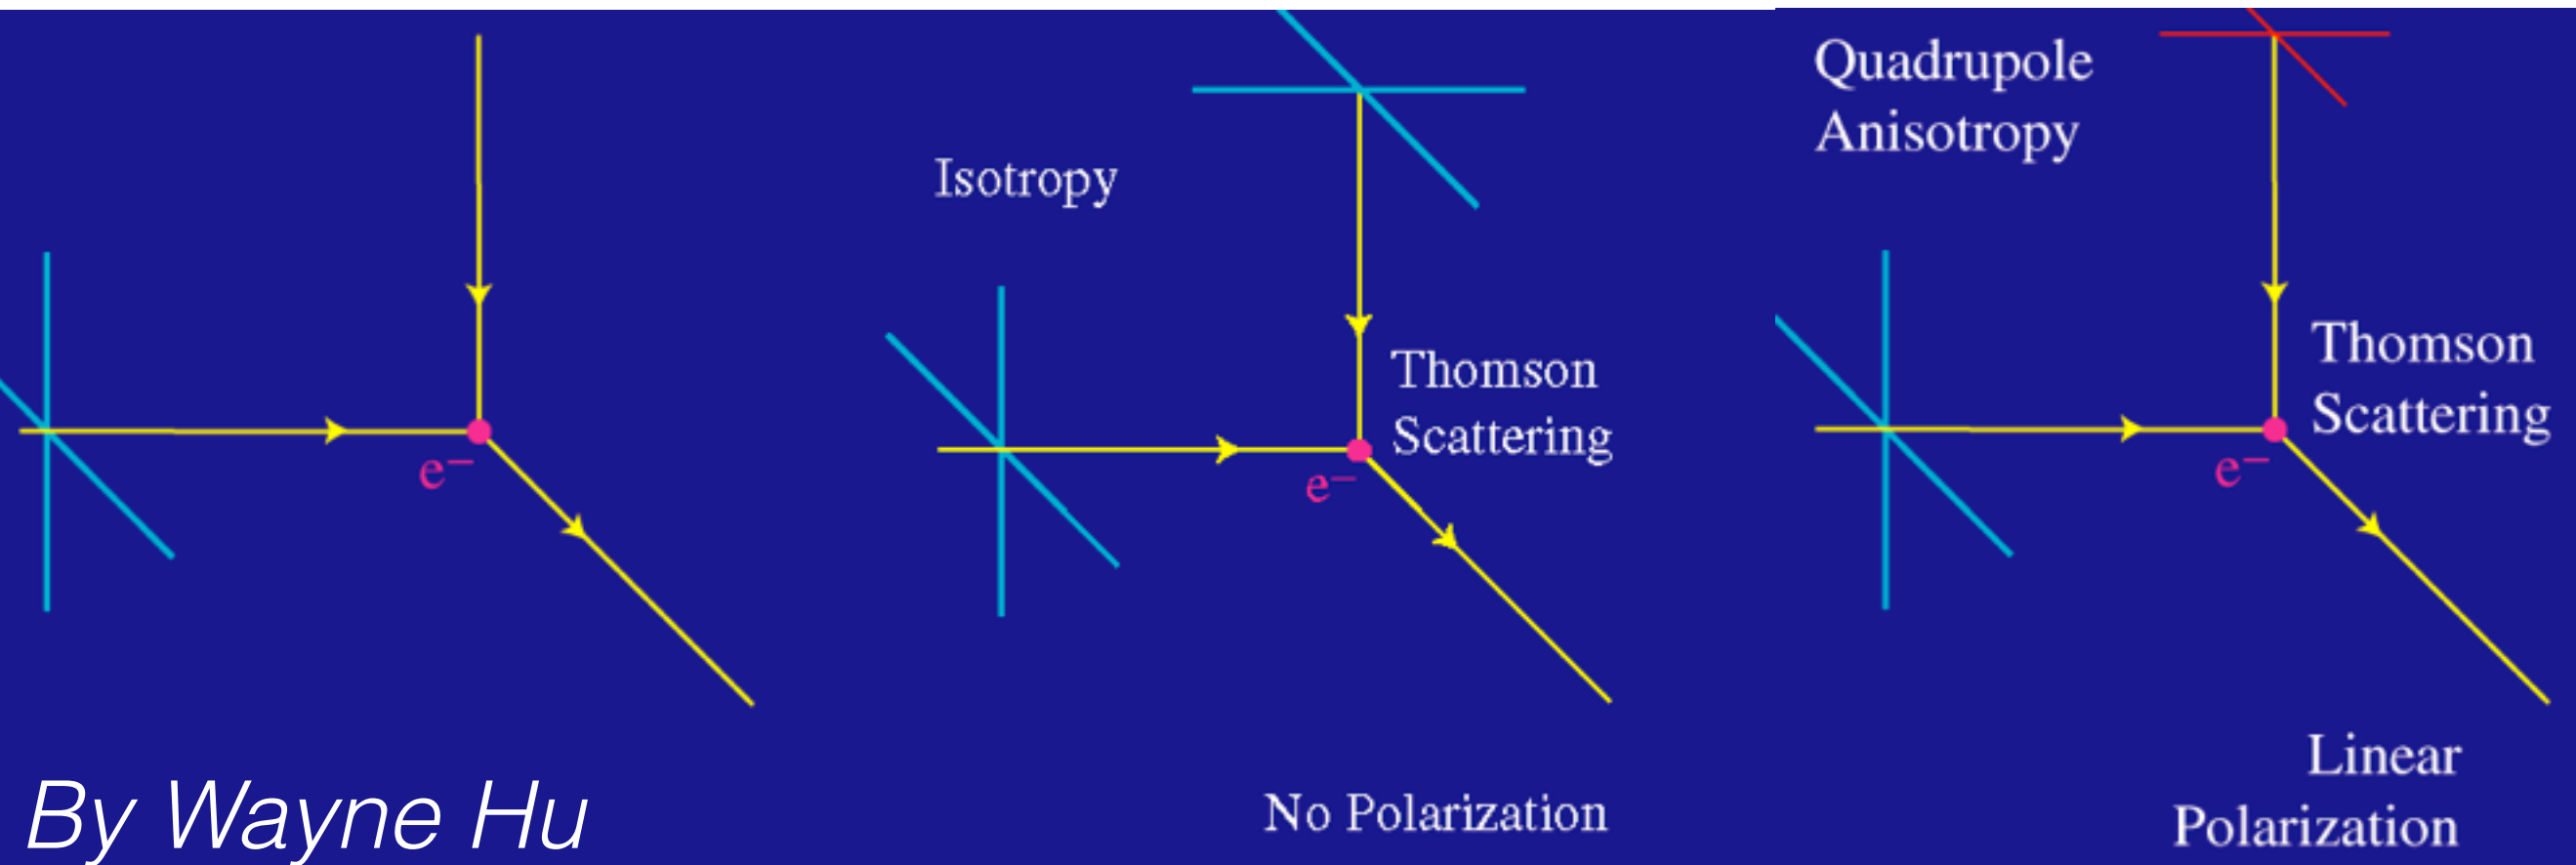 e−
By Wayne Hu
Isotropy
Thomson
Scattering
e−
No Polarization
Quadrupole
Anisotropy
Thomson
Scattering
e−
Linear
Polarization